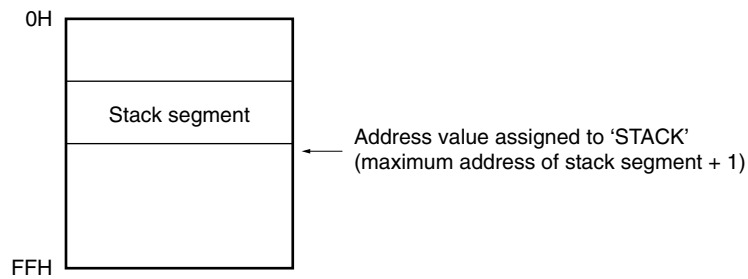 0H
Stack segment
Address value assigned to ‘STACK’
(maximum address of stack segment + 1)
FFH